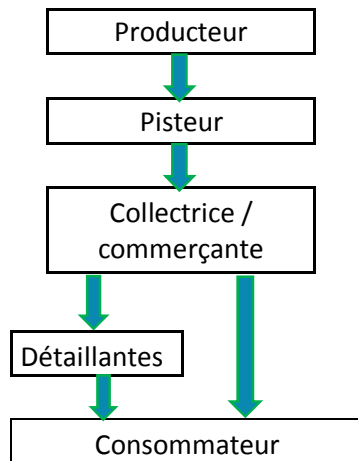 Producteur
Pisteur
Collectrice /
commerçante
Détaillantes
Consommateur